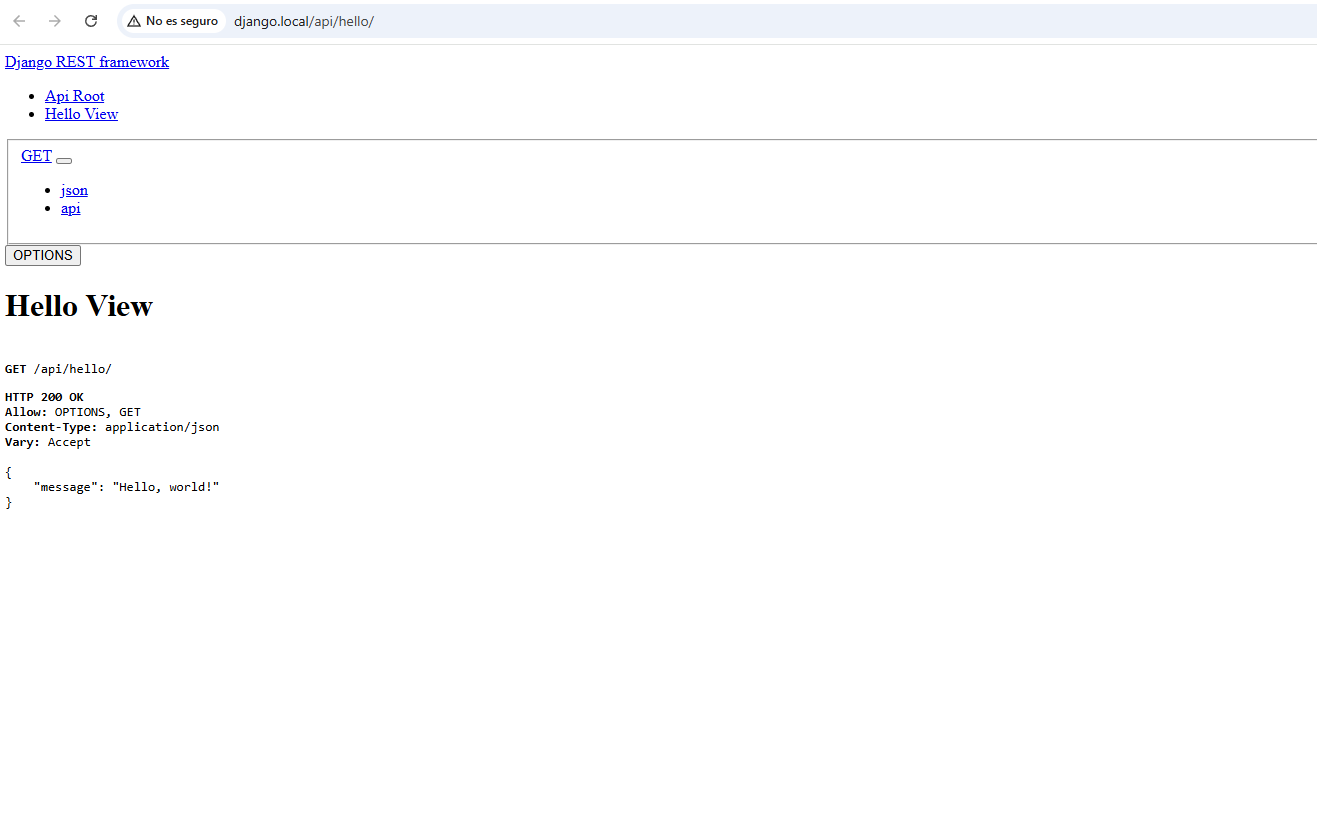 No es seguro django.local/api/hello/
Django REST framework
Api Root
Hello View
GET
json
api
OPTIONS
Hello View
GET /api/hello/
HTTP 200 OK
Allow: OPTIONS, GET
Content-Type: application/json
Vary: Accept
{
    "message": "Hello, world!"
}